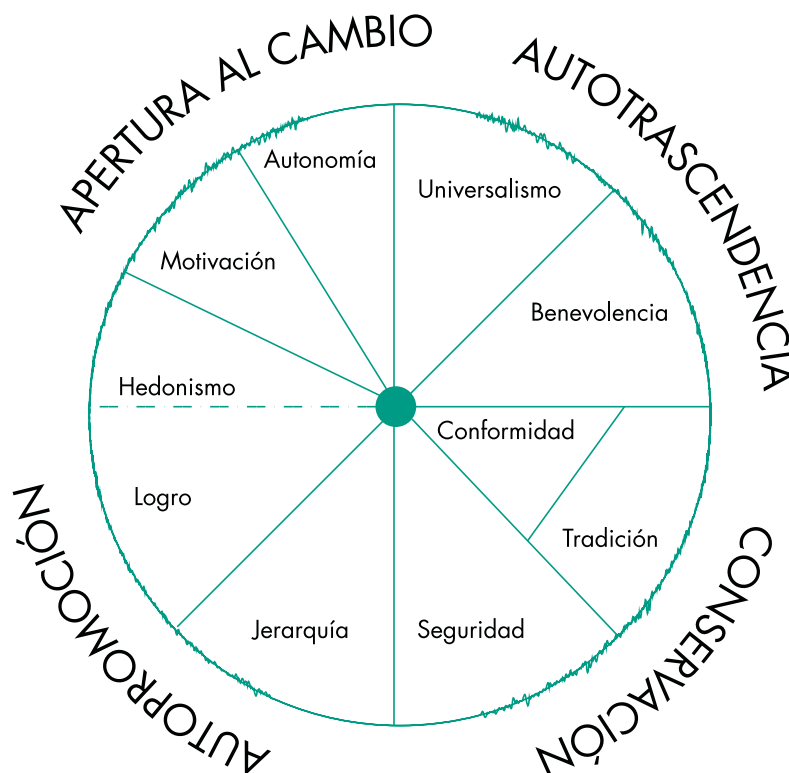 APERTURA AL CAMBIO
AUTOTRASCENDENCIA
Autonomía
Universalismo
Motivación
Benevolencia
Hedonismo
Conformidad
Logro
Tradición
Jerarquía
Seguridad
AUTOPROMOCIÓN
CONSERVACIÓN